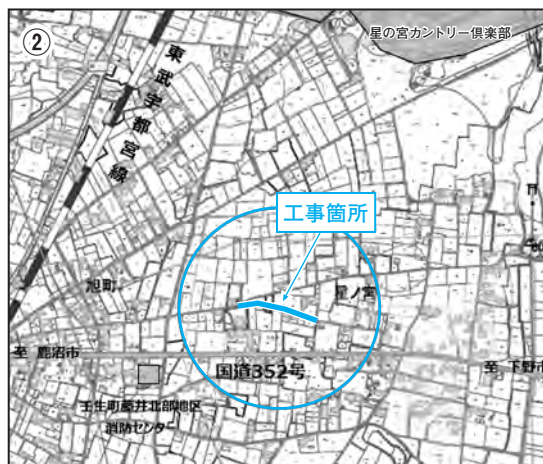 ②
星の宮カントリー倶楽部
東武宇都宮線
工事箇所
旭町
星ノ宮
至 鹿沼市
国道352号
至 下野市
壬生町藤井北部地区
消防センター